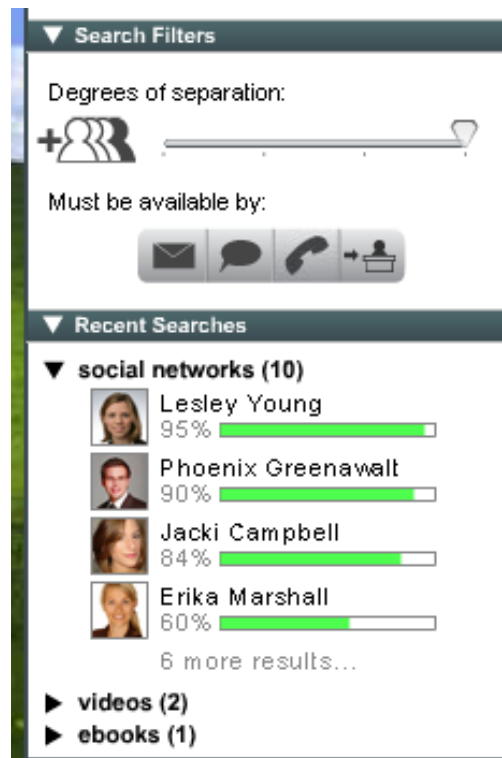 Search Filters
Degrees of separation:
Must be available by:
Recent Searches
social networks (10)
Lesley Young
95%
Phoenix Greenawalt
90%
Jacki Campbell
84%
Erika Marshall
60%
6 more results...
videos (2)
ebooks (1)